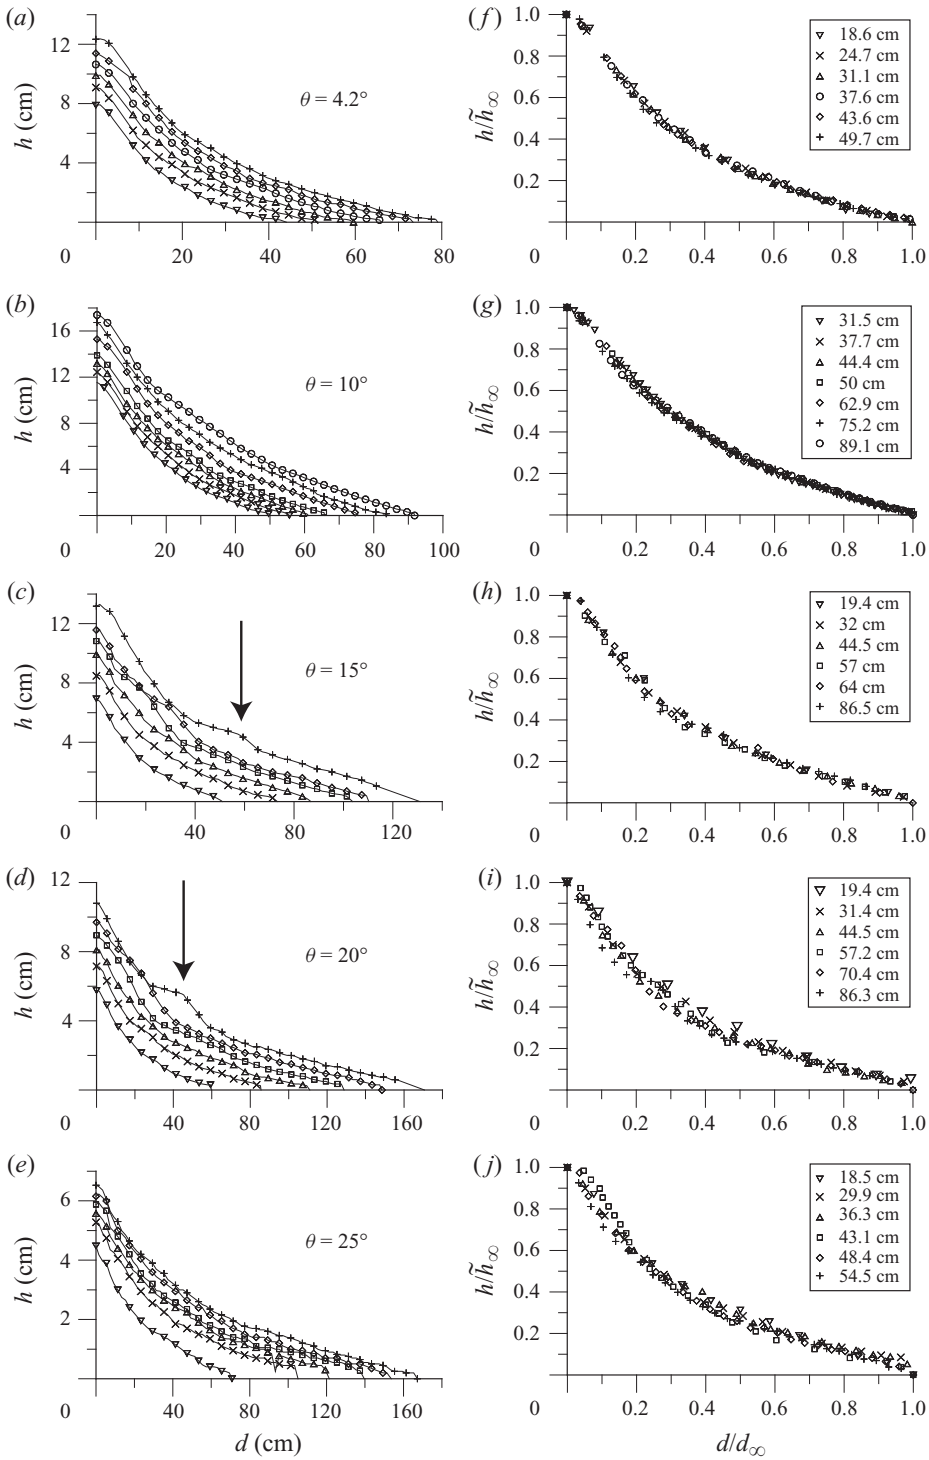 (a)
12
8
4
0
20
40
60
80
h (cm)
θ = 4.2°
(f)
1.0
0.8
0.6
0.4
0.2
0
0.2
0.4
0.6
0.8
1.0
h/h̃∞
18.6 cm
24.7 cm
31.1 cm
37.6 cm
43.6 cm
49.7 cm
(b)
16
12
8
4
0
20
40
60
80
100
h (cm)
θ = 10°
(g)
1.0
0.8
0.6
0.4
0.2
0
0.2
0.4
0.6
0.8
1.0
h/h̃∞
31.5 cm
37.7 cm
44.4 cm
50 cm
62.9 cm
75.2 cm
89.1 cm
(c)
12
8
4
0
40
80
120
h (cm)
θ = 15°
(h)
1.0
0.8
0.6
0.4
0.2
0
0.2
0.4
0.6
0.8
1.0
h/h̃∞
19.4 cm
32 cm
44.5 cm
57 cm
64 cm
86.5 cm
(d)
12
8
4
0
40
80
120
160
h (cm)
θ = 20°
(i)
1.0
0.8
0.6
0.4
0.2
0
0.2
0.4
0.6
0.8
1.0
h/h̃∞
19.4 cm
31.4 cm
44.5 cm
57.2 cm
70.4 cm
86.3 cm
(e)
6
4
2
0
40
80
120
160
h (cm)
d (cm)
θ = 25°
(j)
1.0
0.8
0.6
0.4
0.2
0
0.2
0.4
0.6
0.8
1.0
h/h̃∞
d/d∞
18.5 cm
29.9 cm
36.3 cm
43.1 cm
48.4 cm
54.5 cm